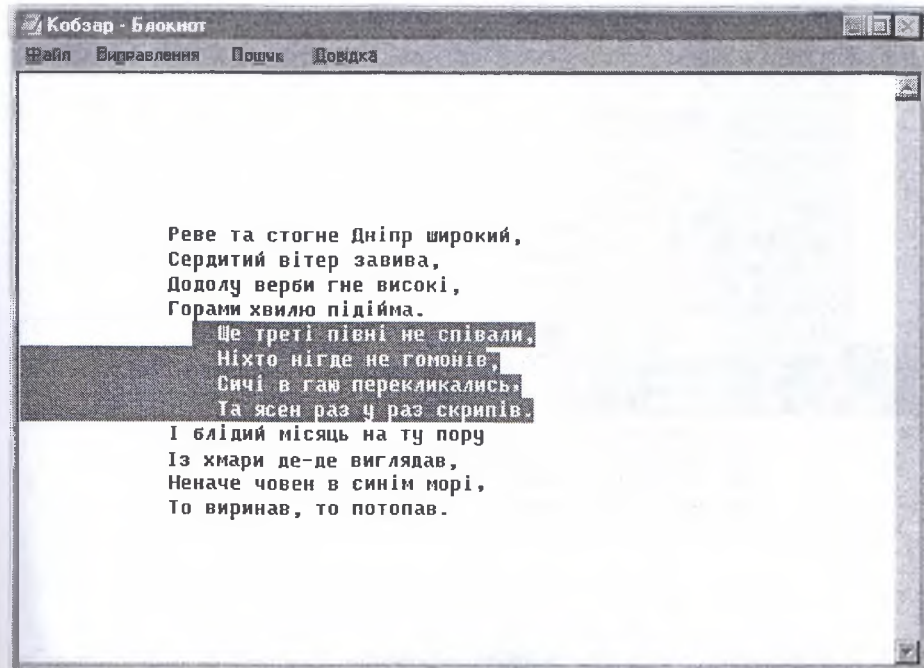 Кобзар - Блокнот
Файл Виправлення Пошук Довідка
Реве та стогне Дніпр широкий,
Сердитий вітер завива,
Додолу верби гне високі,
Горами хвилю підійма.
Ще треті півні не співали,
Ніхто нігде не гомонів,
Сичі в гаю перекликались,
Та ясен раз у раз скрипів.
І блідий місяць на ту пору
Із хмари де-де виглядав,
Неначе човен в синім морі,
То виринав, то потопав.